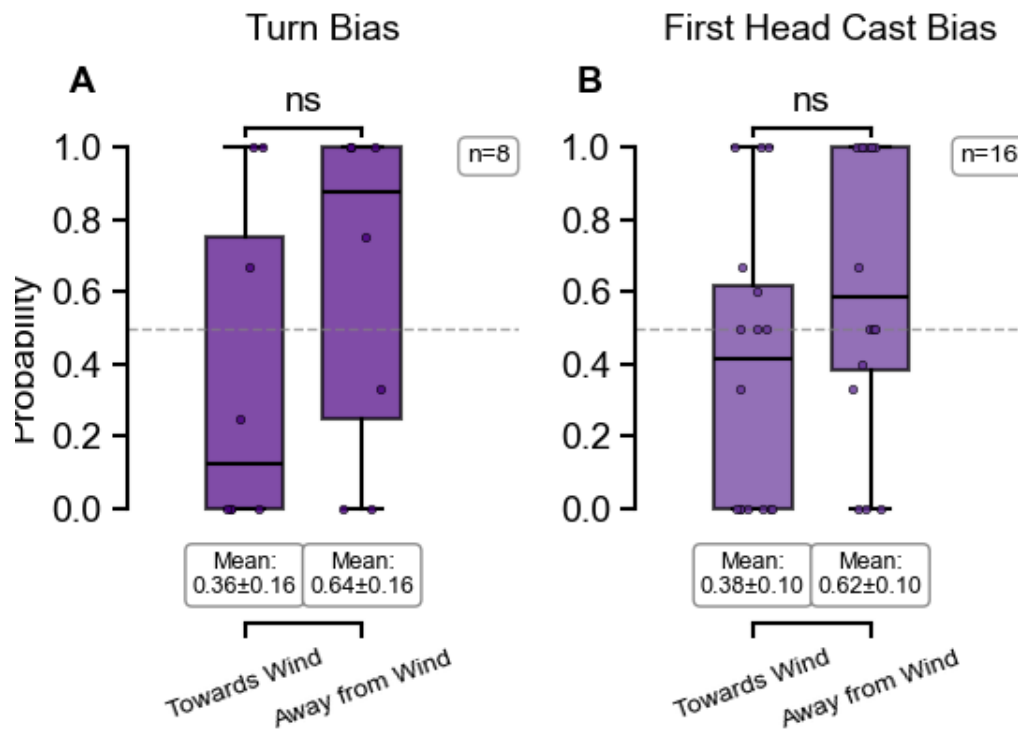 Turn Bias
First Head Cast Bias
A
B
ns
ns
n=8
n=16
1.0
0.8
0.6
0.4
0.2
0.0
Probability
1.0
0.8
0.6
0.4
0.2
0.0
Mean:
0.36±0.16
Mean:
0.64±0.16
Mean:
0.38±0.10
Mean:
0.62±0.10
Towards Wind
Away from Wind
Towards Wind
Away from Wind